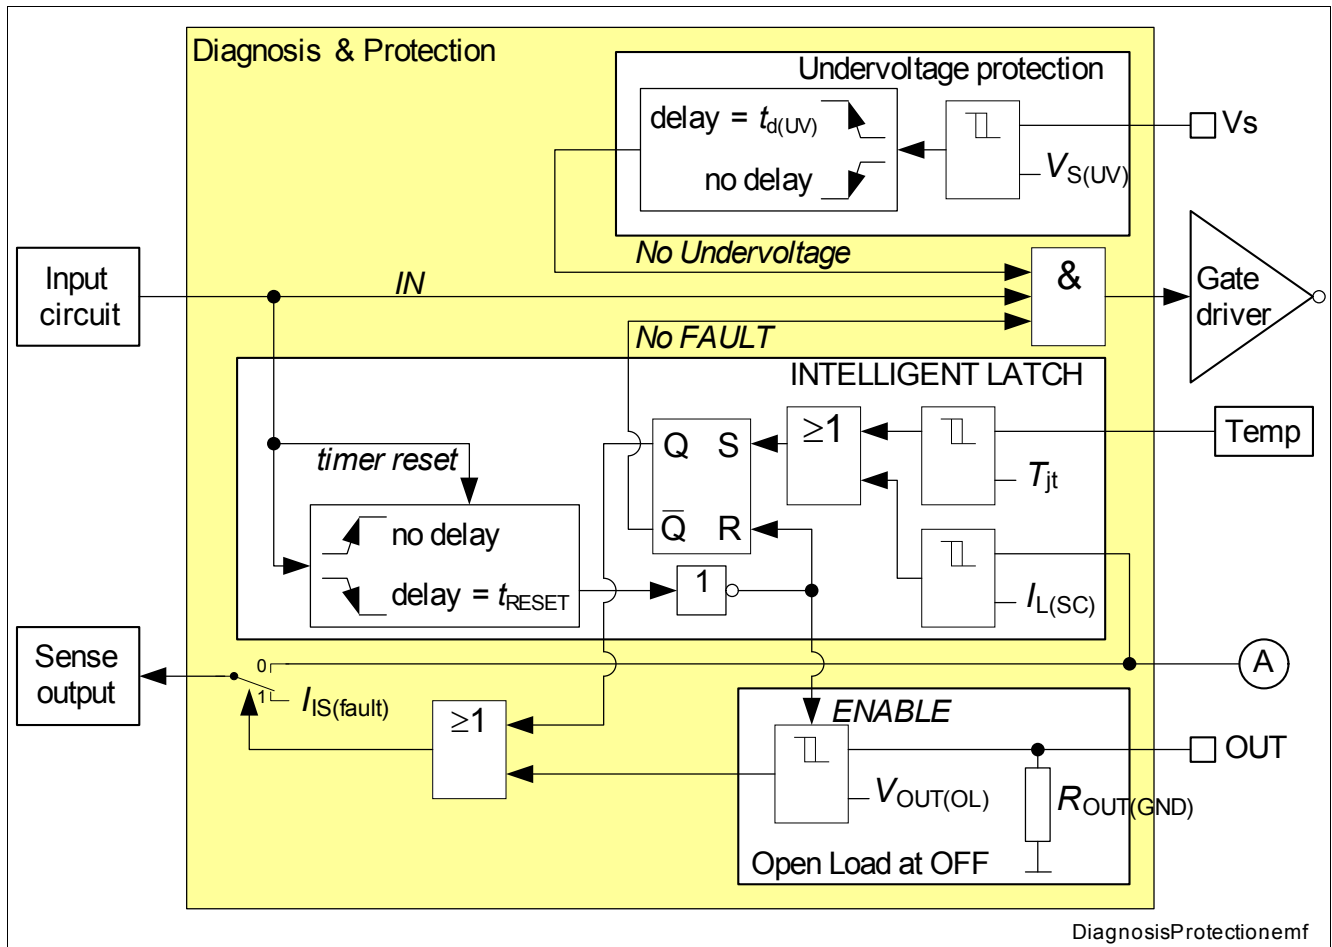 Diagnosis & Protection
Undervoltage protection
delay = td(UV)
no delay
VS(UV)
Vs
No Undervoltage
Input
circuit
IN
&
Gate
driver
No FAULT
INTELLIGENT LATCH
timer reset
Q S
≥1
Temp
Tjt
Q̅ R
no delay
delay = tRESET
1
IL(SC)
Sense
output
0
1
IIS(fault)
A
≥1
ENABLE
OUT
VOUT(OL)
ROUT(GND)
Open Load at OFF
DiagnosisProtectionemf